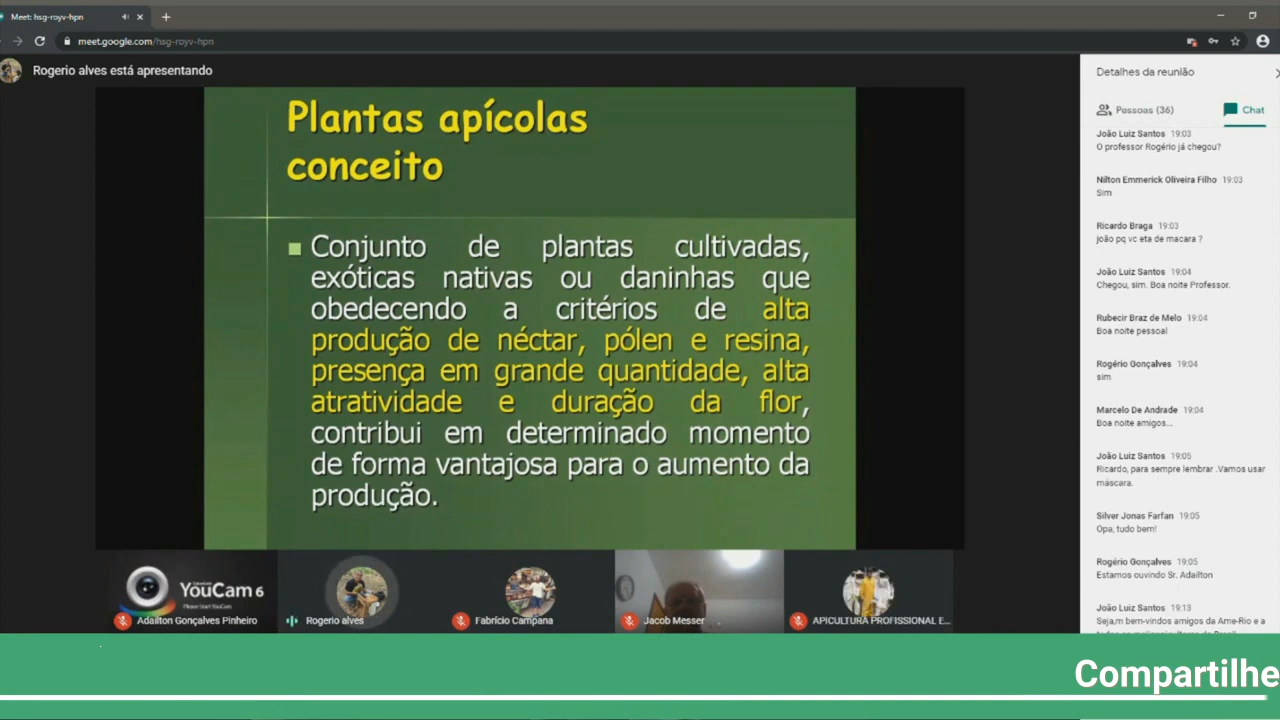 Meet: hsg-royv-hpn
meet.google.com/hsg-royv-hpn
Rogerio alves está apresentando
Plantas apícolas
conceito
Conjunto de plantas cultivadas,
exóticas nativas ou daninhas que
obedecendo a critérios de alta
produção de néctar, pólen e resina,
presença em grande quantidade, alta
atratividade e duração da flor,
contribui em determinado momento
de forma vantajosa para o aumento da
produção.
YouCam 6
Please Start YouCam
Adailton Gonçalves Pinheiro
Rogerio alves
Fabrício Campana
Jacob Messer
APICULTURA PROFISSIONAL E...
Detalhes da reunião
Pessoas (36)
Chat
João Luiz Santos 19:03
O professor Rogério já chegou?
Nilton Emmerick Oliveira Filho 19:03
Sim
Ricardo Braga 19:03
joão pq vc eta de macara ?
João Luiz Santos 19:04
Chegou, sim. Boa noite Professor.
Rubecir Braz de Melo 19:04
Boa noite pessoal
Rogério Gonçalves 19:04
sim
Marcelo De Andrade 19:04
Boa noite amigos...
João Luiz Santos 19:05
Ricardo, para sempre lembrar .Vamos usar
máscara.
Silver Jonas Farfan 19:05
Opa, tudo bem!
Rogério Gonçalves 19:05
Estamos ouvindo Sr. Adailton
João Luiz Santos 19:13
Seja,m bem-vindos amigos da Ame-Rio e a
Compartilhe